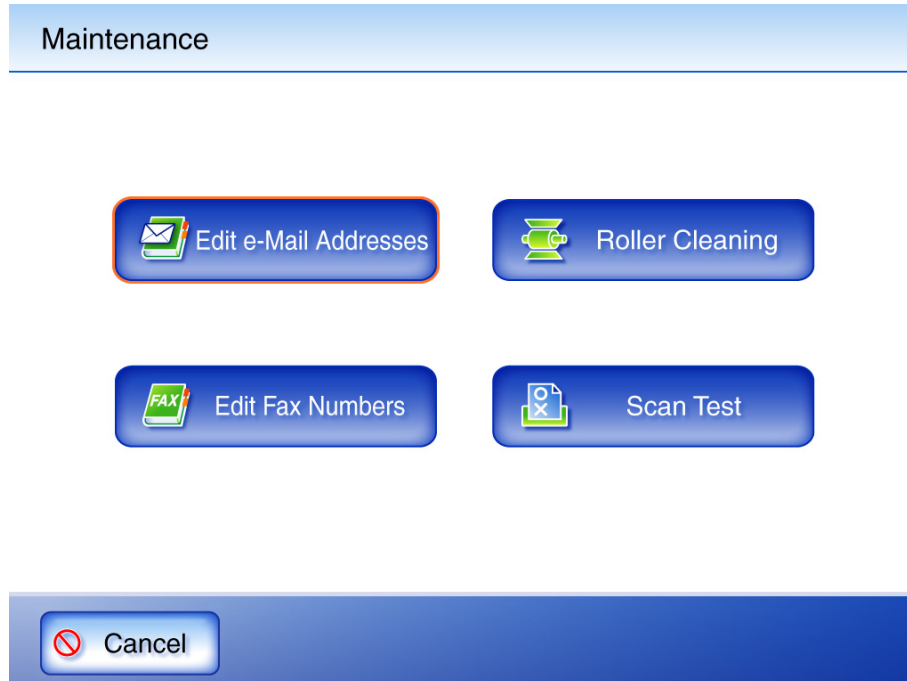 Maintenance
Edit e-Mail Addresses
Roller Cleaning
FAX
Edit Fax Numbers
Scan Test
Cancel